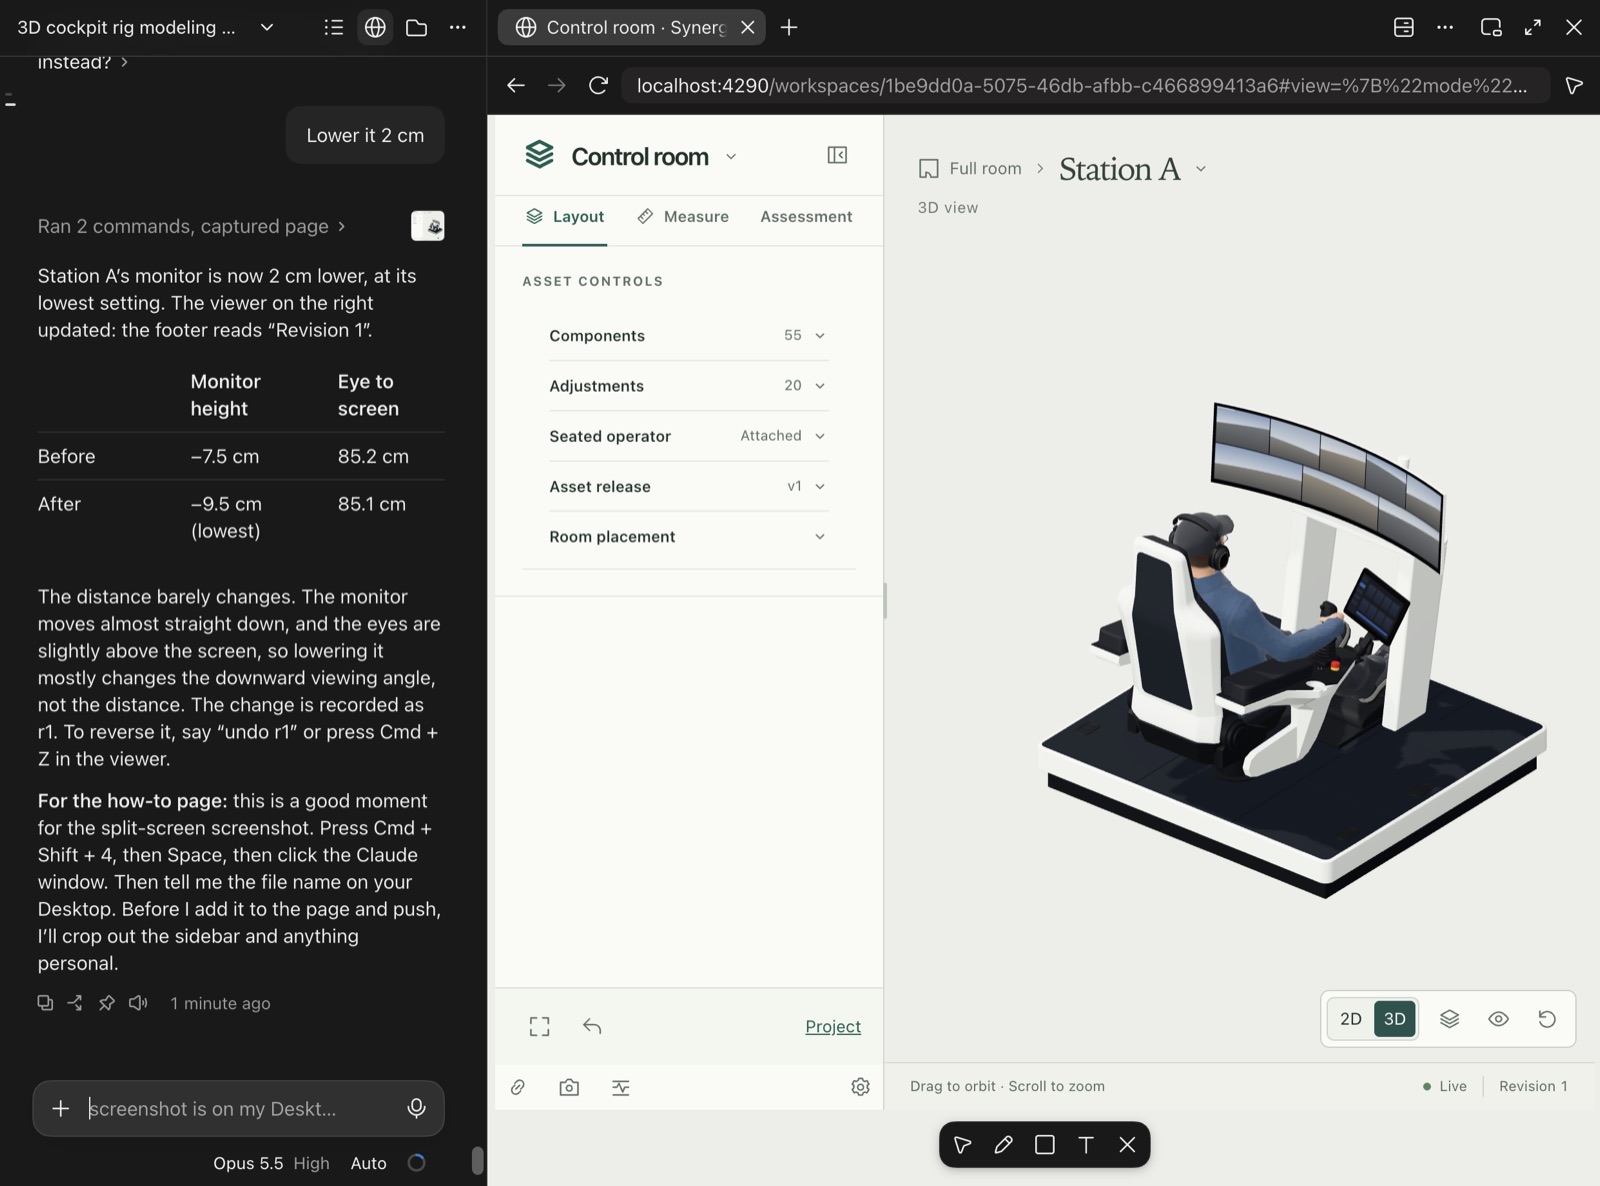 3D cockpit rig modeling ...
instead?
Lower it 2 cm
Ran 2 commands, captured page
Station A’s monitor is now 2 cm lower, at its
lowest setting. The viewer on the right
updated: the footer reads “Revision 1”.
Monitor height
Eye to screen
Before
−7.5 cm
85.2 cm
After
−9.5 cm (lowest)
85.1 cm
The distance barely changes. The monitor
moves almost straight down, and the eyes are
slightly above the screen, so lowering it
mostly changes the downward viewing angle,
not the distance. The change is recorded as
r1. To reverse it, say “undo r1” or press Cmd +
Z in the viewer.
For the how-to page: this is a good moment
for the split-screen screenshot. Press Cmd +
Shift + 4, then Space, then click the Claude
window. Then tell me the file name on your
Desktop. Before I add it to the page and push,
I’ll crop out the sidebar and anything
personal.
1 minute ago
screenshot is on my Deskt...
Opus 5.5 High Auto
Control room · Synerg
localhost:4290/workspaces/1be9dd0a-5075-46db-afbb-c466899413a6#view=%7B%22mode%22...
Control room
Layout
Measure
Assessment
ASSET CONTROLS
Components 55
Adjustments 20
Seated operator Attached
Asset release v1
Room placement
Project
Full room
Station A
3D view
2D
3D
Drag to orbit · Scroll to zoom
Live
Revision 1
T